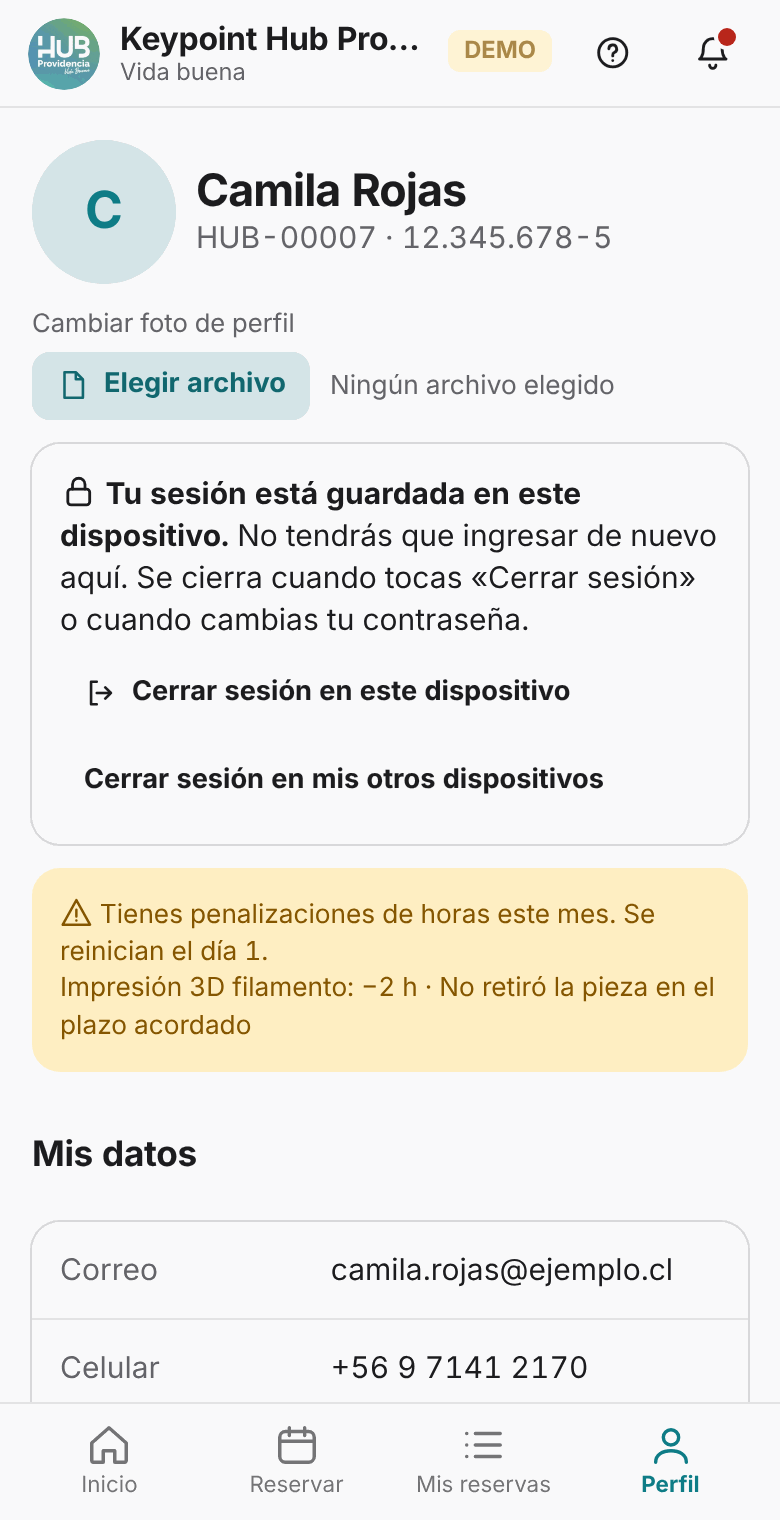 HUB
Providencia
Keypoint Hub Pro...
Vida buena
DEMO
C
Camila Rojas
HUB-00007 · 12.345.678-5
Cambiar foto de perfil
Elegir archivo
Ningún archivo elegido
Tu sesión está guardada en este
dispositivo. No tendrás que ingresar de nuevo
aquí. Se cierra cuando tocas «Cerrar sesión»
o cuando cambias tu contraseña.
Cerrar sesión en este dispositivo
Cerrar sesión en mis otros dispositivos
Tienes penalizaciones de horas este mes. Se
reinician el día 1.
Impresión 3D filamento: −2 h · No retiró la pieza en el
plazo acordado
Mis datos
Correo camila.rojas@ejemplo.cl
Celular +56 9 7141 2170
Inicio
Reservar
Mis reservas
Perfil